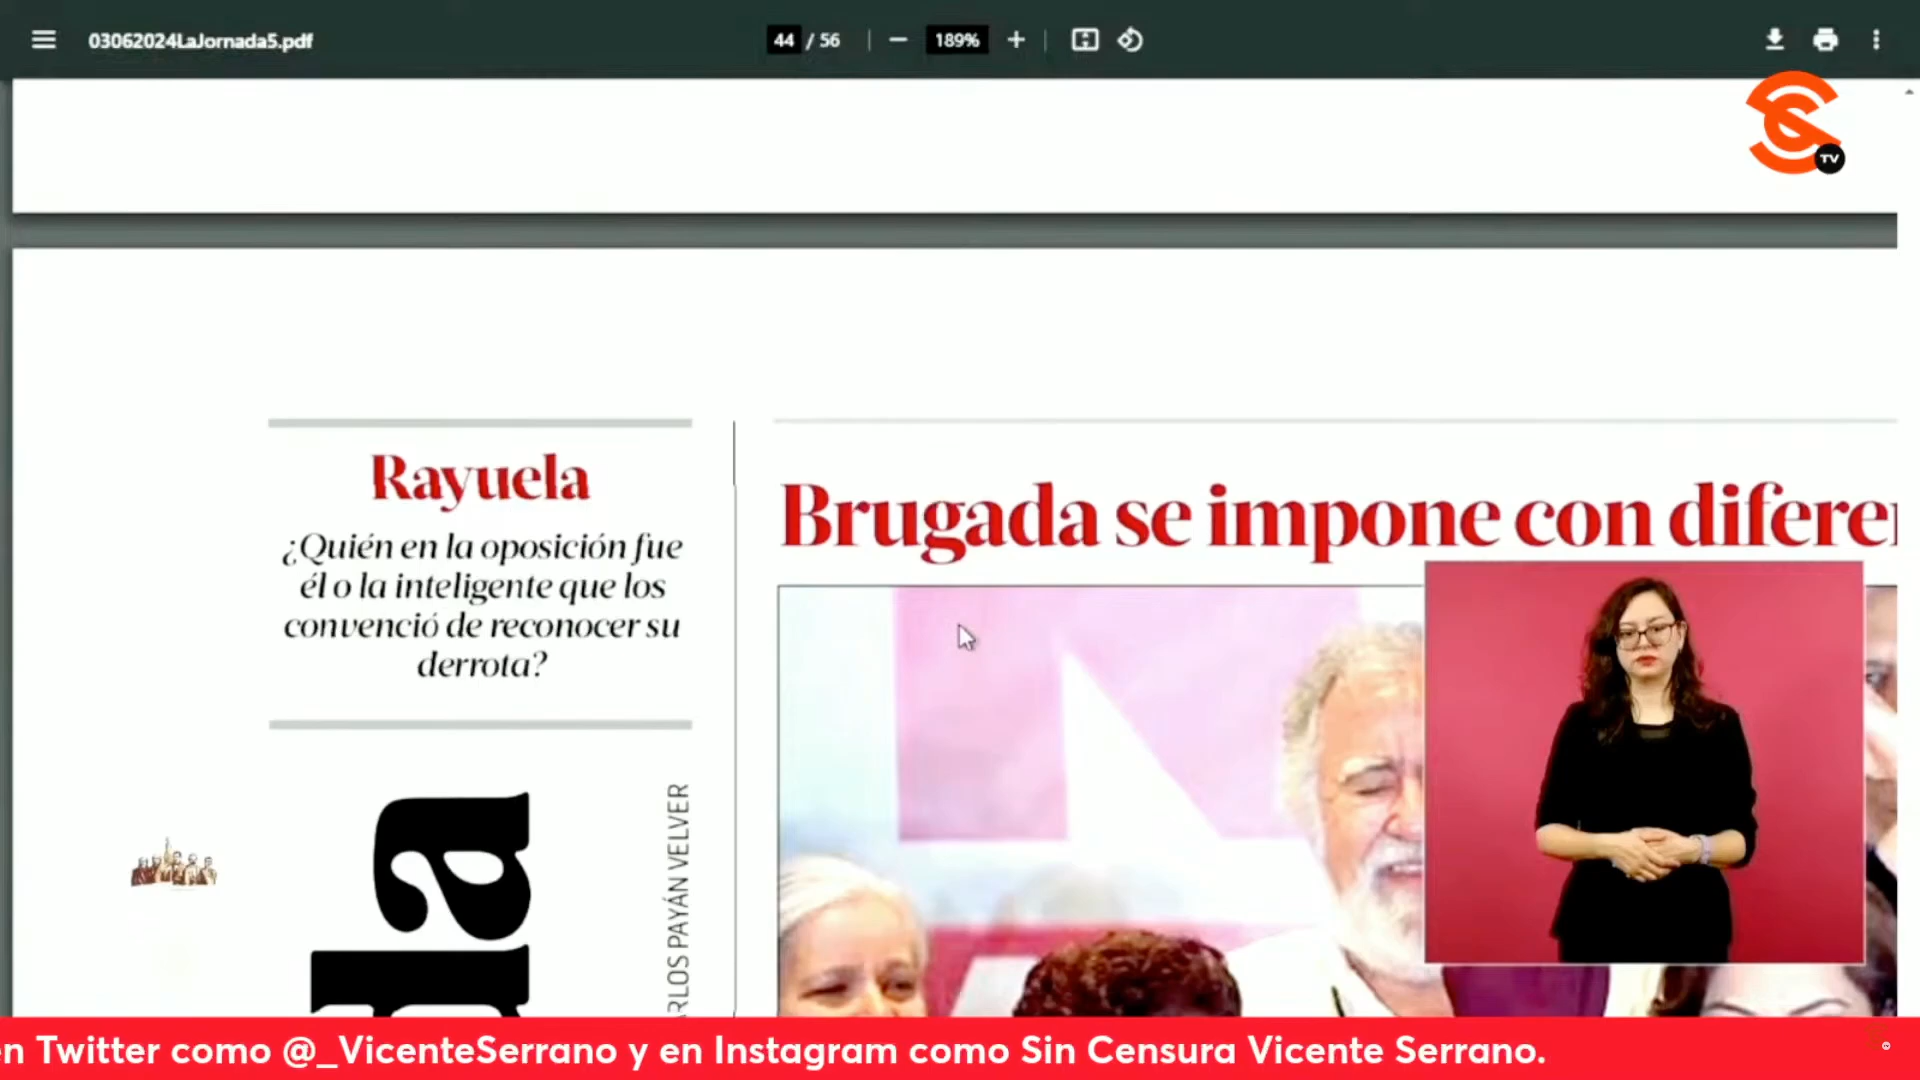 03062024LaJornada5.pdf
44 / 56
189%
TV
Rayuela
¿Quién en la oposición fue
él o la inteligente que los
convenció de reconocer su
derrota?
Brugada se impone con difere
la
RLOS PAYÁN VELVER
en Twitter como @_VicenteSerrano y en Instagram como Sin Censura Vicente Serrano.